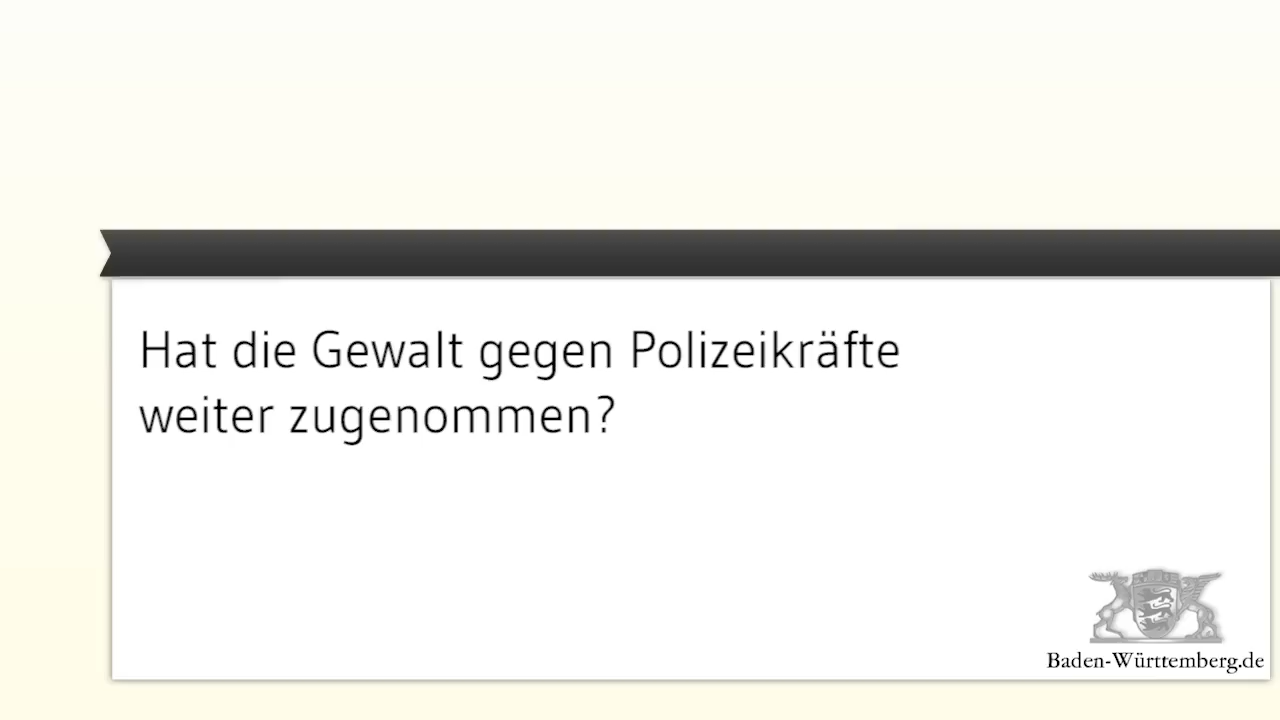 Hat die Gewalt gegen Polizeikräfte
weiter zugenommen?
Baden-Württemberg.de